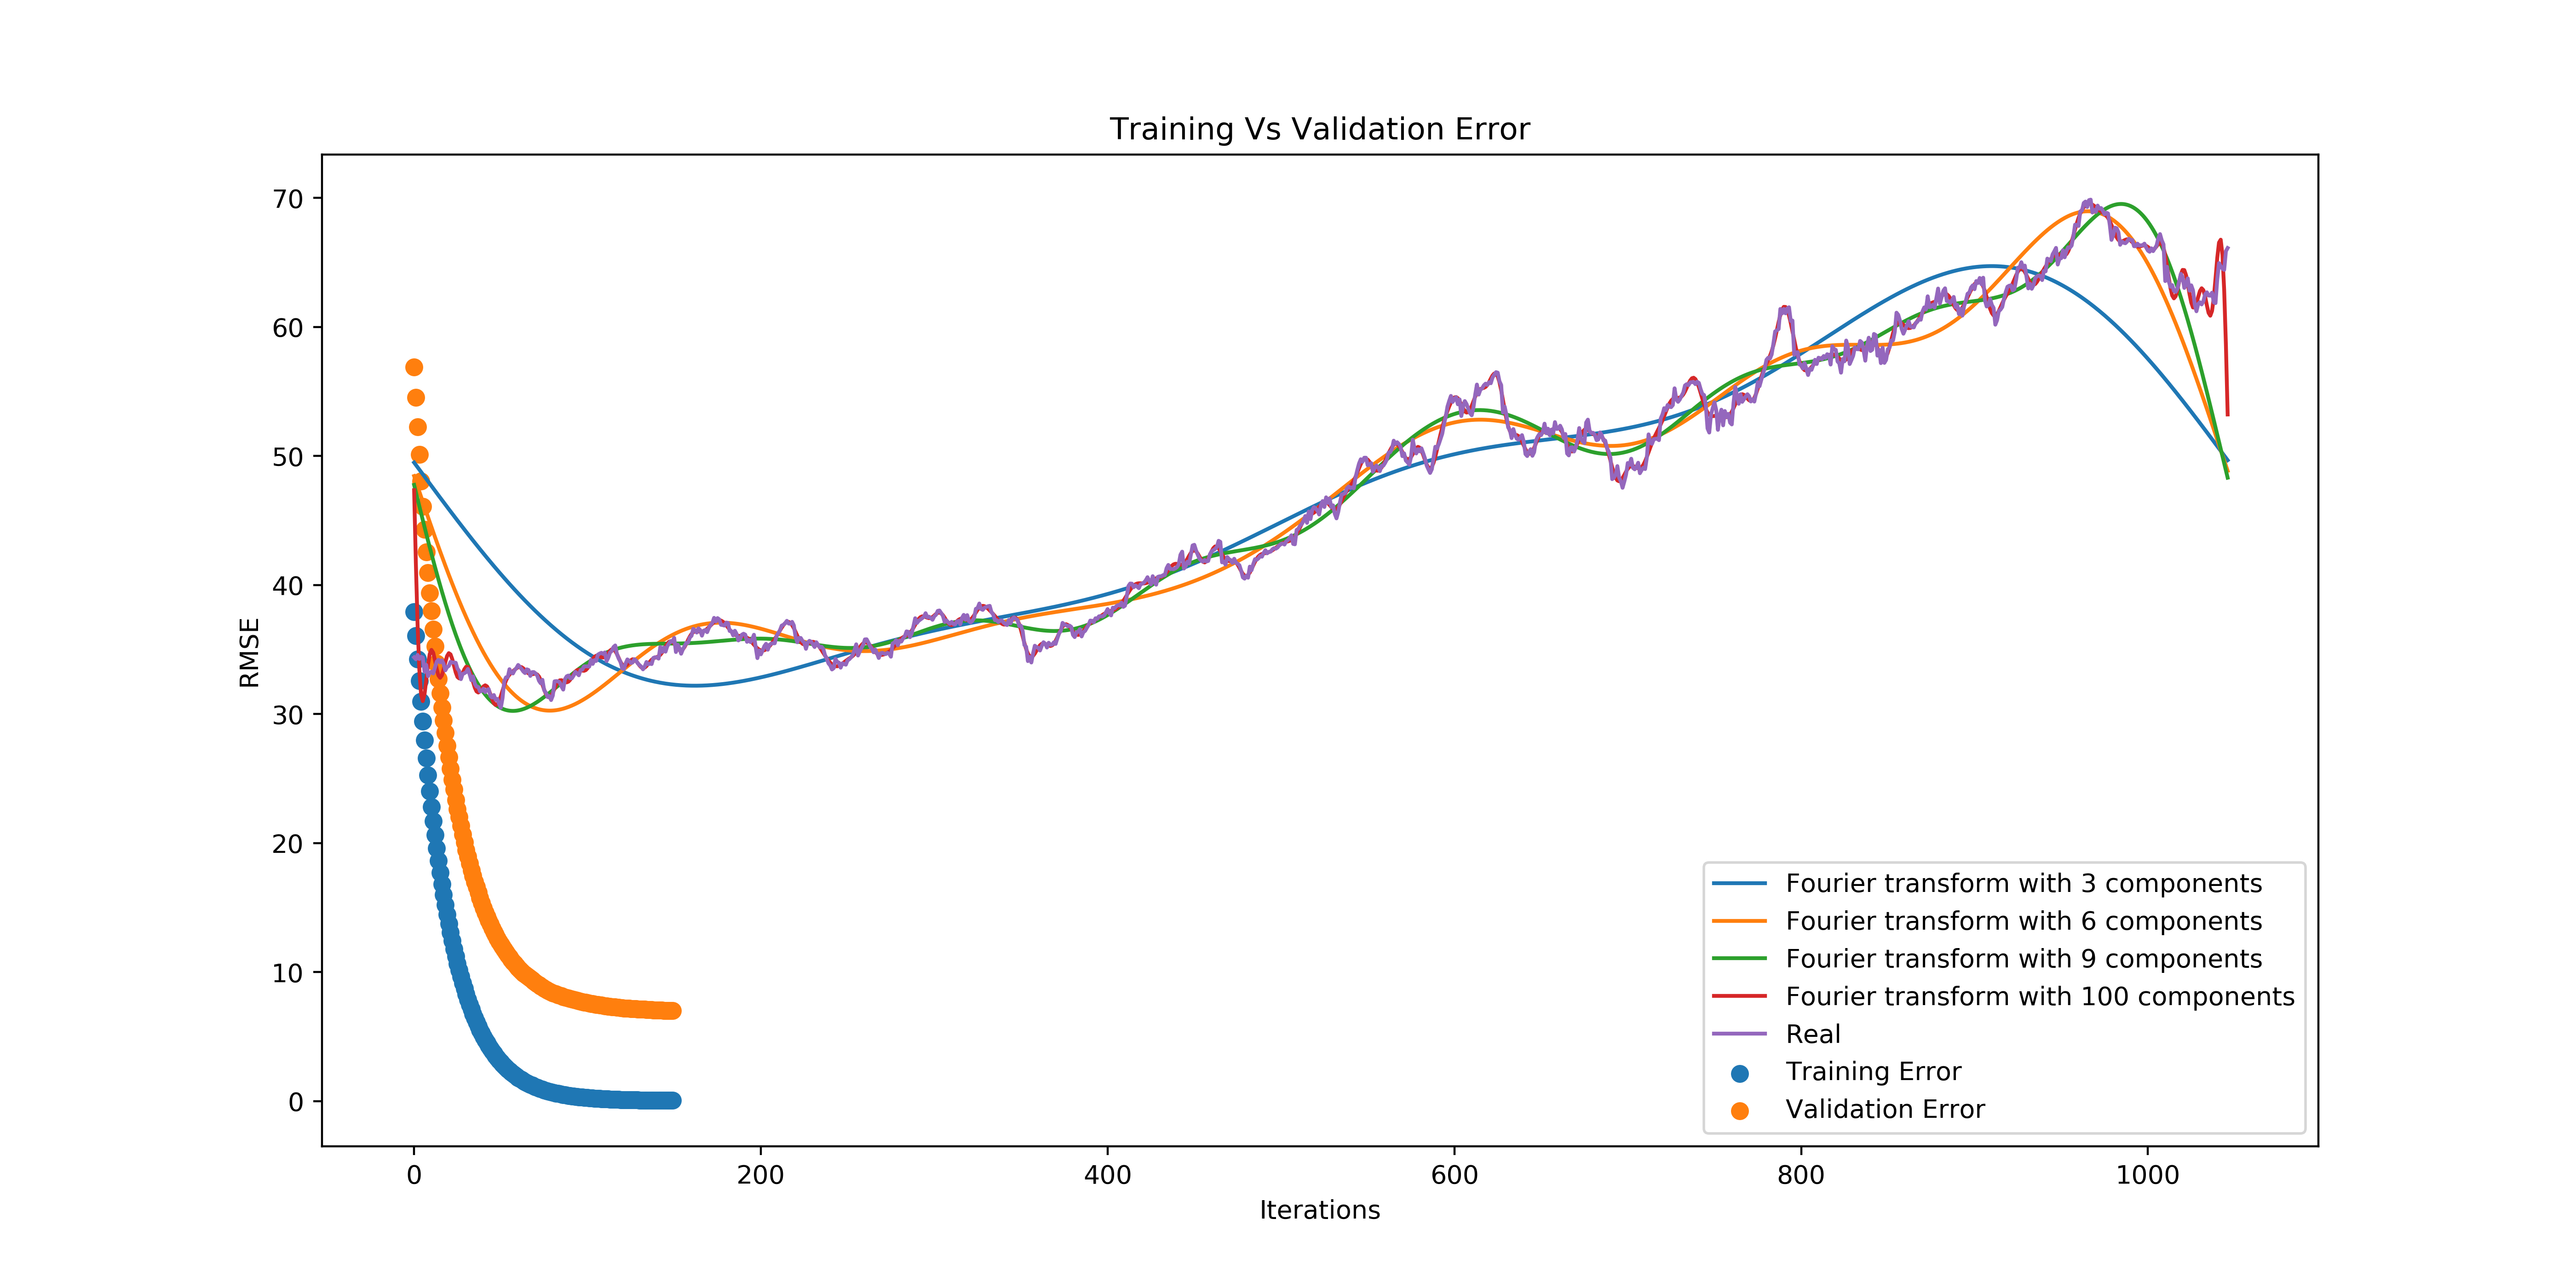 Training Vs Validation Error
70
60
50
40
30
20
10
0
RMSE
0 200 400 600 800 1000
Iterations
Fourier transform with 3 components
Fourier transform with 6 components
Fourier transform with 9 components
Fourier transform with 100 components
Real
Training Error
Validation Error